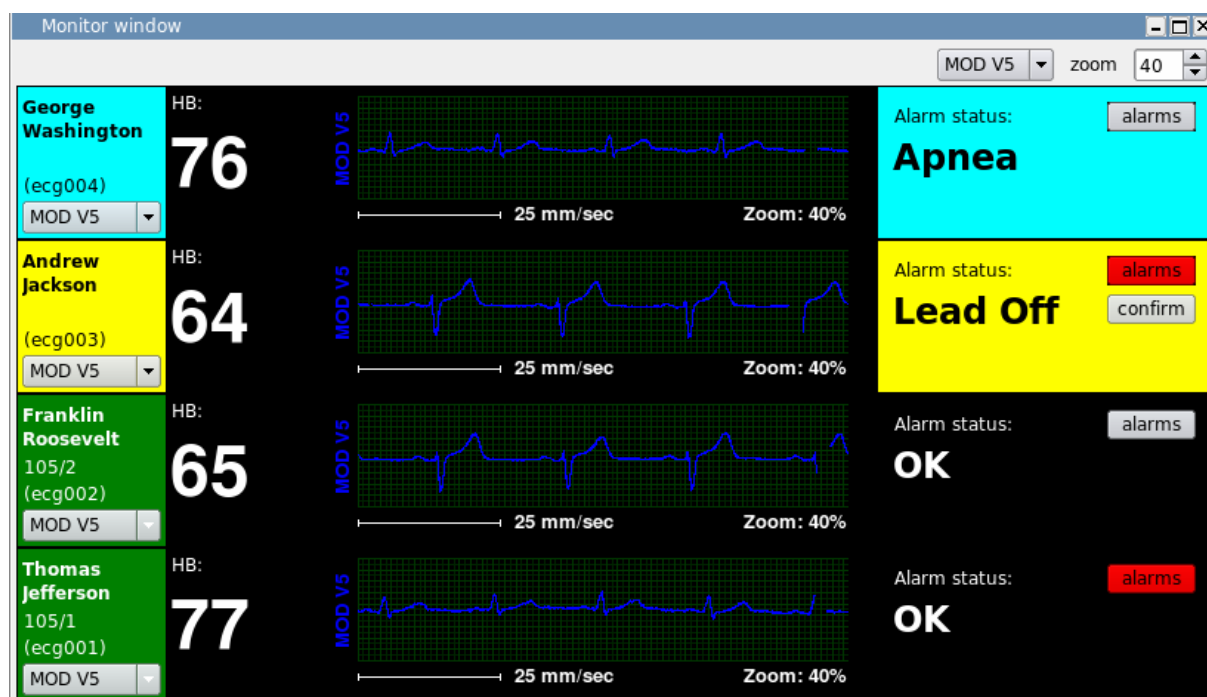 Monitor window
MOD V5 zoom 40
George
Washington
(ecg004)
MOD V5
HB:
76
MOD V5
25 mm/sec Zoom: 40%
Alarm status: alarms
Apnea
Andrew
Jackson
(ecg003)
MOD V5
HB:
64
MOD V5
25 mm/sec Zoom: 40%
Alarm status: alarms
Lead Off confirm
Franklin
Roosevelt
105/2
(ecg002)
MOD V5
HB:
65
MOD V5
25 mm/sec Zoom: 40%
Alarm status: alarms
OK
Thomas
Jefferson
105/1
(ecg001)
MOD V5
HB:
77
MOD V5
25 mm/sec Zoom: 40%
Alarm status: alarms
OK